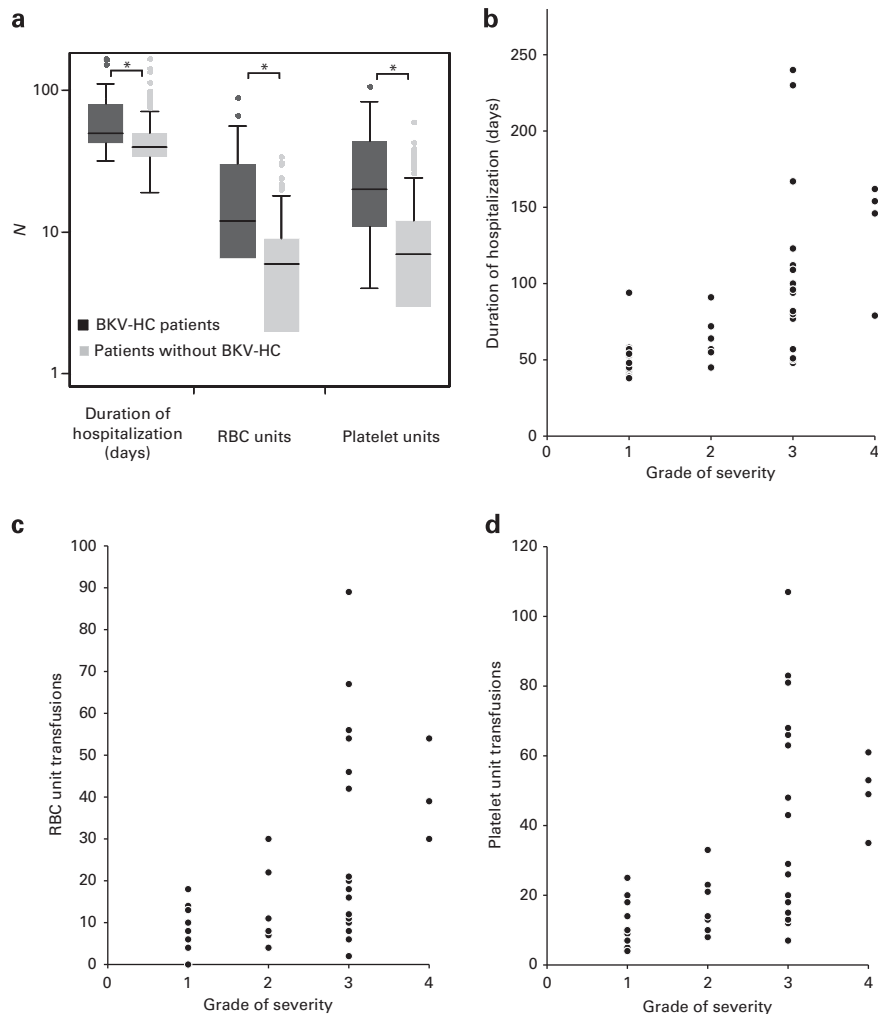 a
*
*
*
100
10
1
N
BKV-HC patients
Patients without BKV-HC
Duration of
hospitalization
(days)
RBC units
Platelet units
b
250
200
150
100
50
0
Duration of hospitalization (days)
0 1 2 3 4
Grade of severity
c
100
90
80
70
60
50
40
30
20
10
0
RBC unit transfusions
0 1 2 3 4
Grade of severity
d
120
100
80
60
40
20
0
Platelet unit transfusions
0 1 2 3 4
Grade of severity